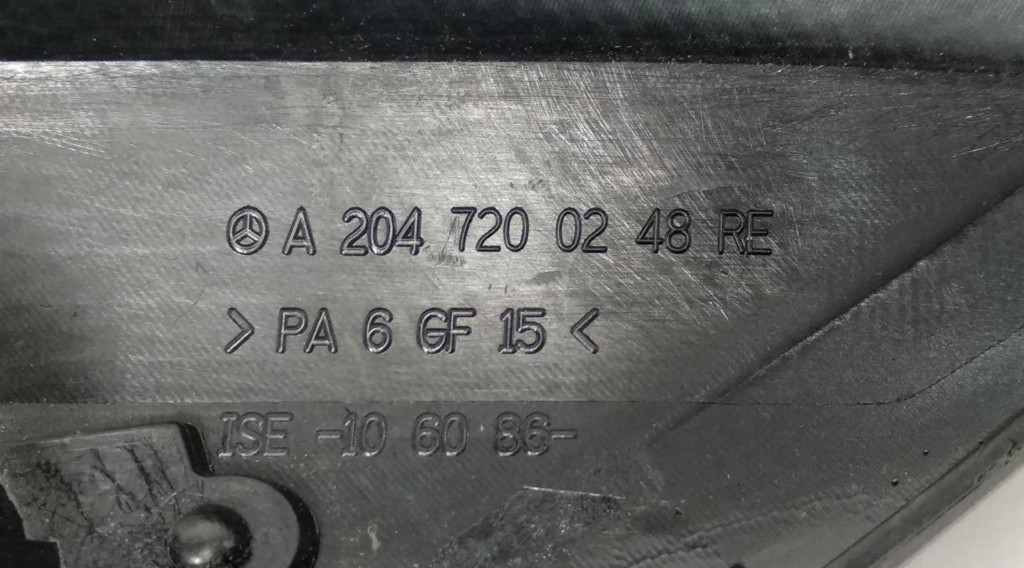 A 204 720 02 48 RE
>PA 6 GF 15<
ISE -10 60 86-